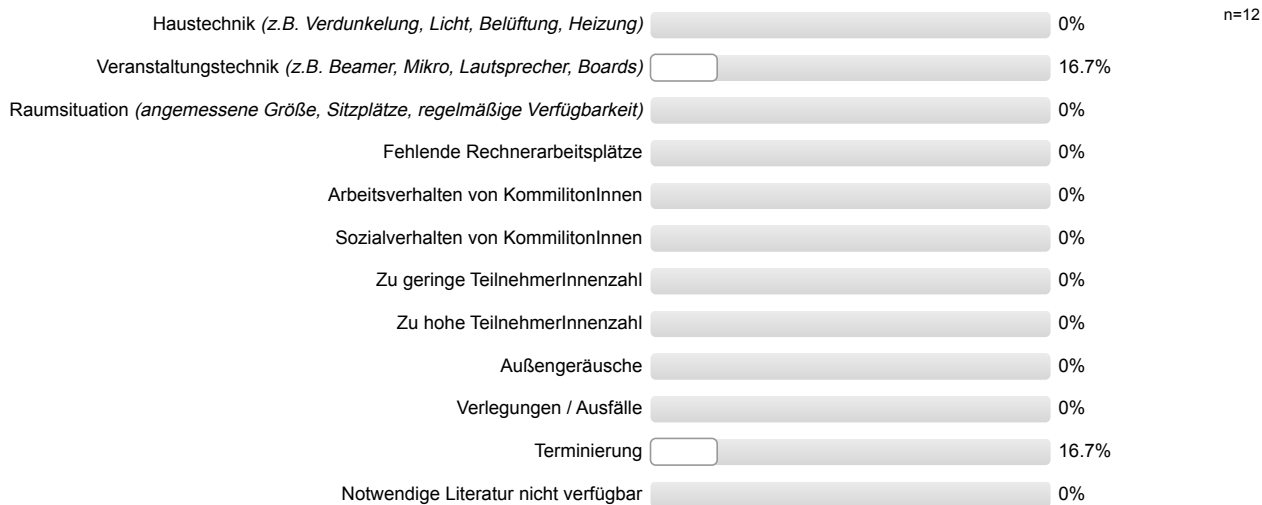 Haustechnik (z.B. Verdunkelung, Licht, Belüftung, Heizung) 0% n=12
Veranstaltungstechnik (z.B. Beamer, Mikro, Lautsprecher, Boards) 16.7%
Raumsituation (angemessene Größe, Sitzplätze, regelmäßige Verfügbarkeit) 0%
Fehlende Rechnerarbeitsplätze 0%
Arbeitsverhalten von KommilitonInnen 0%
Sozialverhalten von KommilitonInnen 0%
Zu geringe TeilnehmerInnenzahl 0%
Zu hohe TeilnehmerInnenzahl 0%
Außengeräusche 0%
Verlegungen / Ausfälle 0%
Terminierung 16.7%
Notwendige Literatur nicht verfügbar 0%